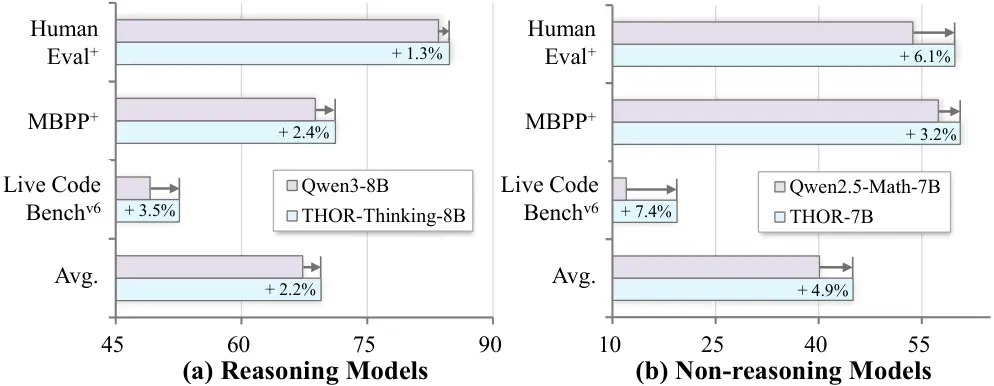 Human
Eval+
+ 1.3%
MBPP+
+ 2.4%
Live Code
Benchv6
+ 3.5%
Qwen3-8B
THOR-Thinking-8B
Avg.
+ 2.2%
45 60 75 90
(a) Reasoning Models
Human
Eval+
+ 6.1%
MBPP+
+ 3.2%
Live Code
Benchv6
+ 7.4%
Qwen2.5-Math-7B
THOR-7B
Avg.
+ 4.9%
10 25 40 55
(b) Non-reasoning Models